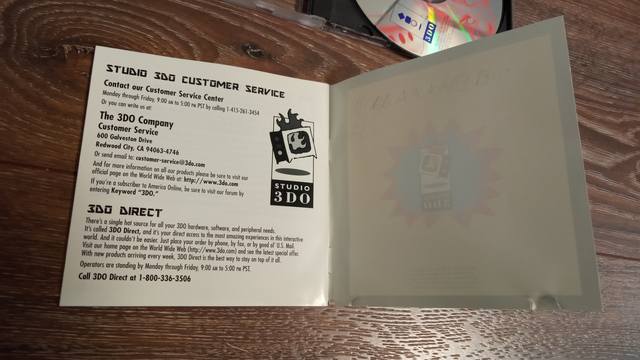 STUDIO 3DO CUSTOMER SERVICE
Contact our Customer Service Center
Monday through Friday, 9:00 AM to 5:00 PM PST by calling 1-415-261-3454
Or you can write us at:
The 3DO Company
Customer Service
600 Galveston Drive
Redwood City, CA 94063-4746
Or send email to: customer-service@3do.com
And for more information on all our products please be sure to visit our
official page on the World Wide Web at: http://www.3do.com
If you're a subscriber to America Online, be sure to visit our forum by
entering Keyword "3DO."
STUDIO
3DO
3DO DIRECT
There's a single hot source for all your 3DO hardware, software, and peripheral needs.
It's called 3DO Direct, and it's your direct access to the most amazing experiences in this interactive
world. And it couldn't be easier. Just place your order by phone, by fax, or by good ol' U.S. Mail.
Visit our home page on the World Wide Web (http://www.3do.com) and see the latest special offer.
With new products arriving every week, 3DO Direct is the best way to stay on top of it all.
Operators are standing by Monday through Friday, 9:00 AM to 5:00 PM PST.
Call 3DO Direct at 1-800-336-3506
3DO